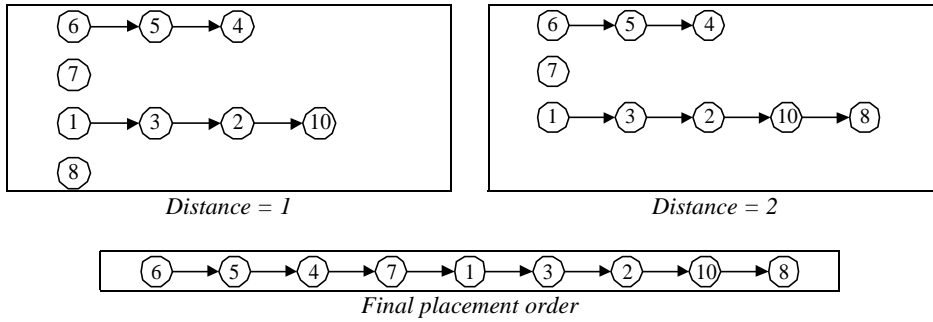 6 5 4
7
1 3 2 10
8
Distance = 1
6 5 4
7
1 3 2 10 8
Distance = 2
6 5 4 7 1 3 2 10 8
Final placement order